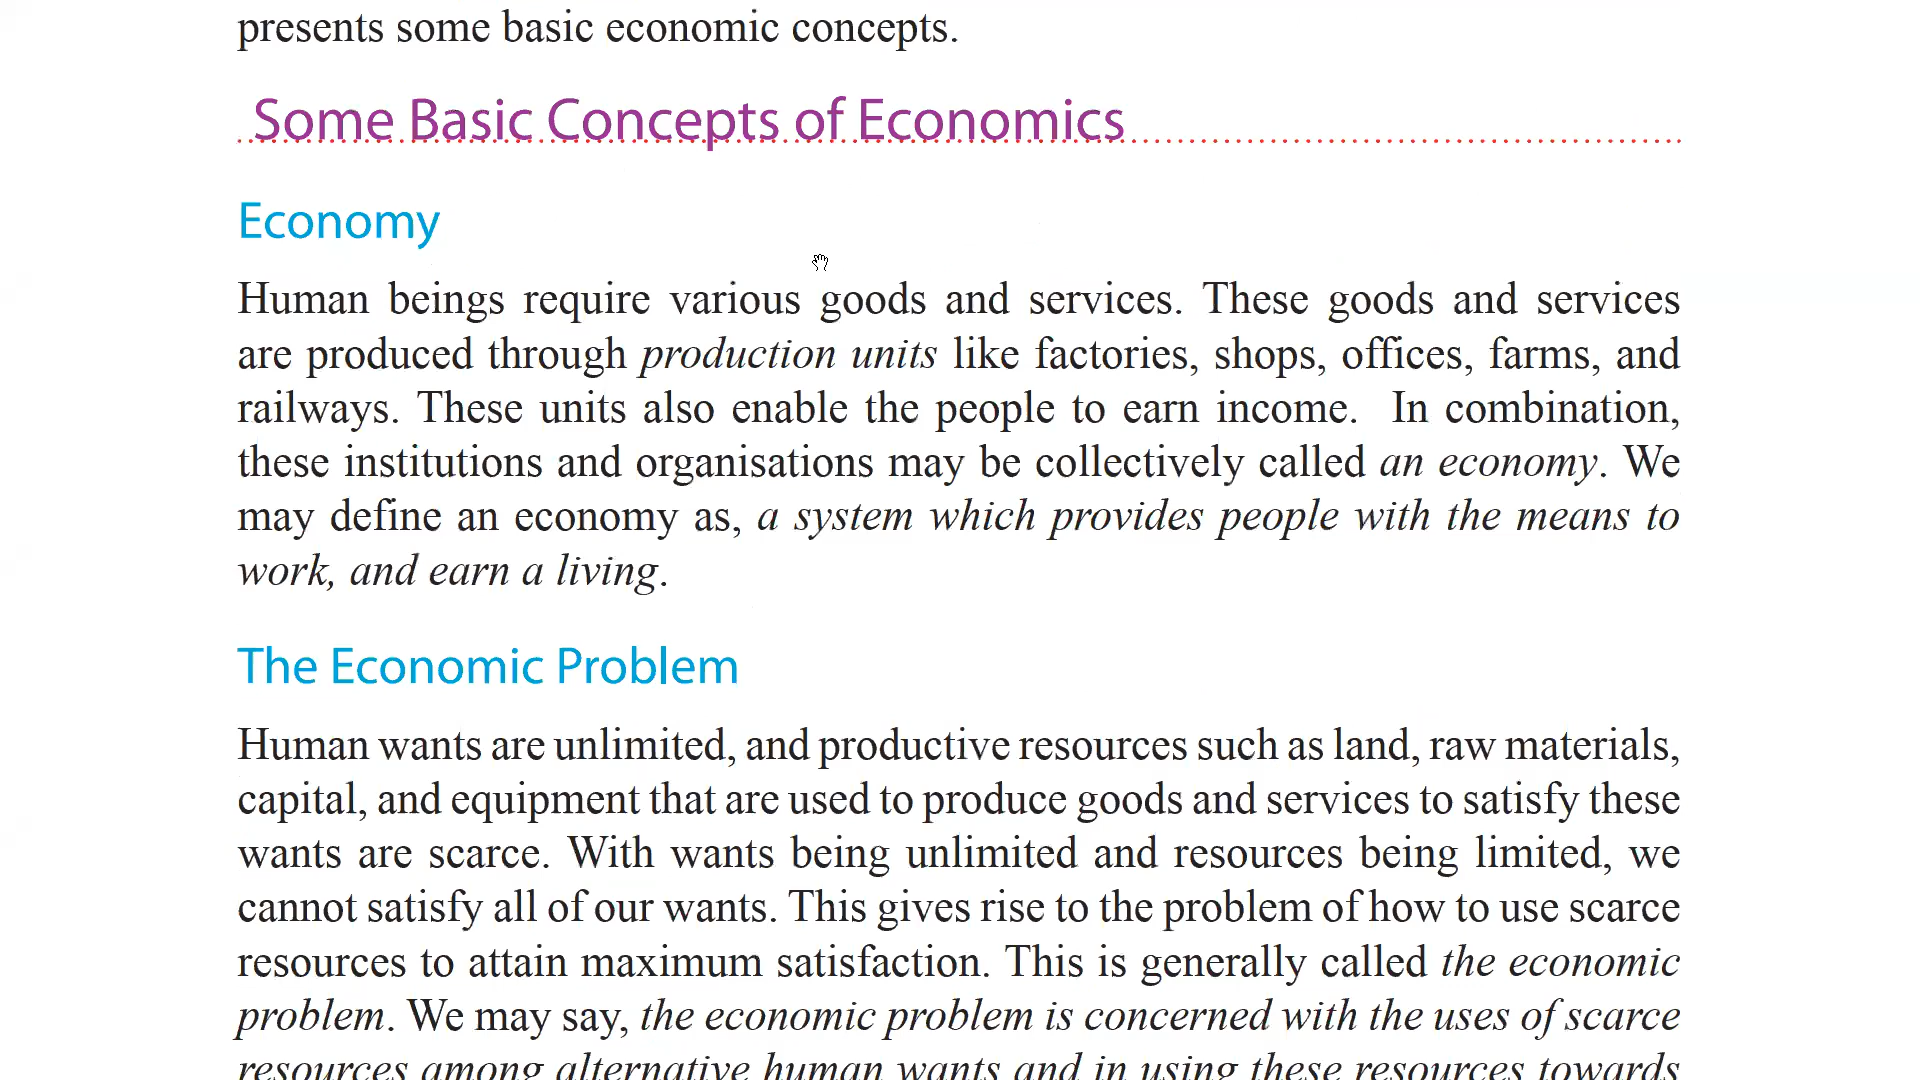 presents some basic economic concepts.
Some Basic Concepts of Economics
Economy
Human beings require various goods and services. These goods and services
are produced through production units like factories, shops, offices, farms, and
railways. These units also enable the people to earn income. In combination,
these institutions and organisations may be collectively called an economy. We
may define an economy as, a system which provides people with the means to
work, and earn a living.
The Economic Problem
Human wants are unlimited, and productive resources such as land, raw materials,
capital, and equipment that are used to produce goods and services to satisfy these
wants are scarce. With wants being unlimited and resources being limited, we
cannot satisfy all of our wants. This gives rise to the problem of how to use scarce
resources to attain maximum satisfaction. This is generally called the economic
problem. We may say, the economic problem is concerned with the uses of scarce
resources among alternative human wants and in using these resources towards